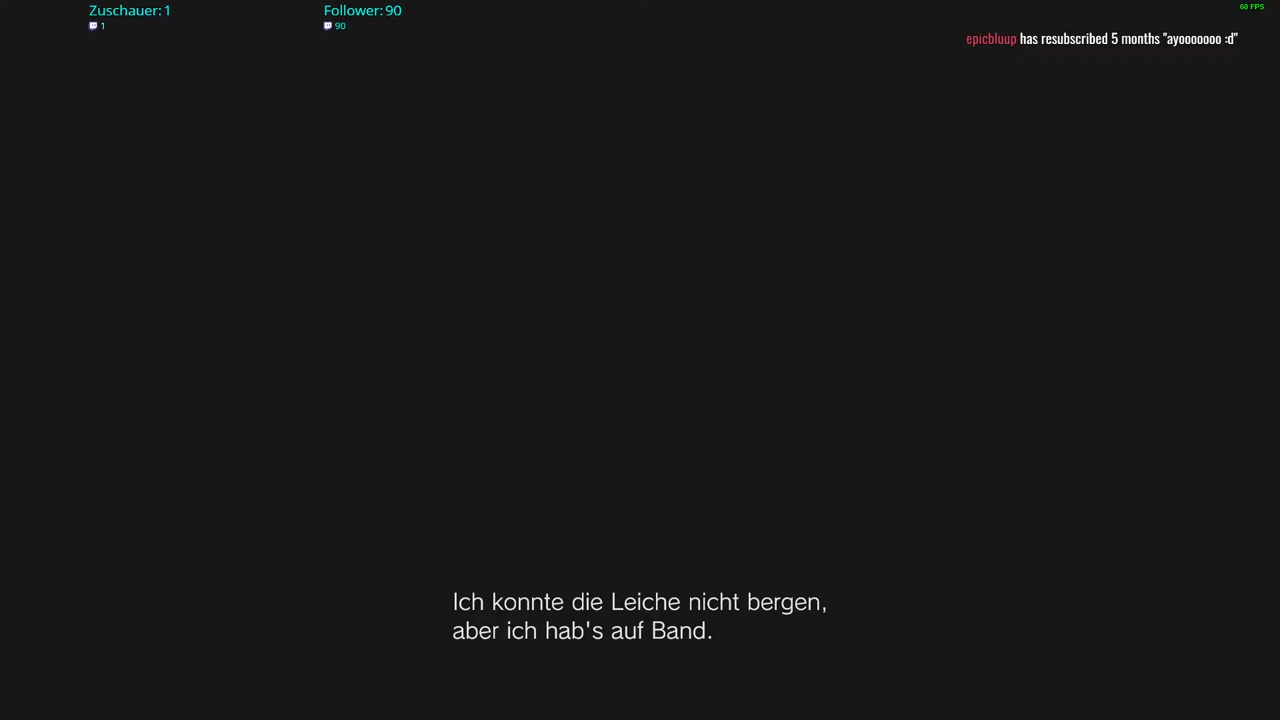 Zuschauer: 1
Follower: 90
60 FPS
1
90
epicbluup has resubscribed 5 months "ayooooooo :d"
Ich konnte die Leiche nicht bergen,
aber ich hab's auf Band.